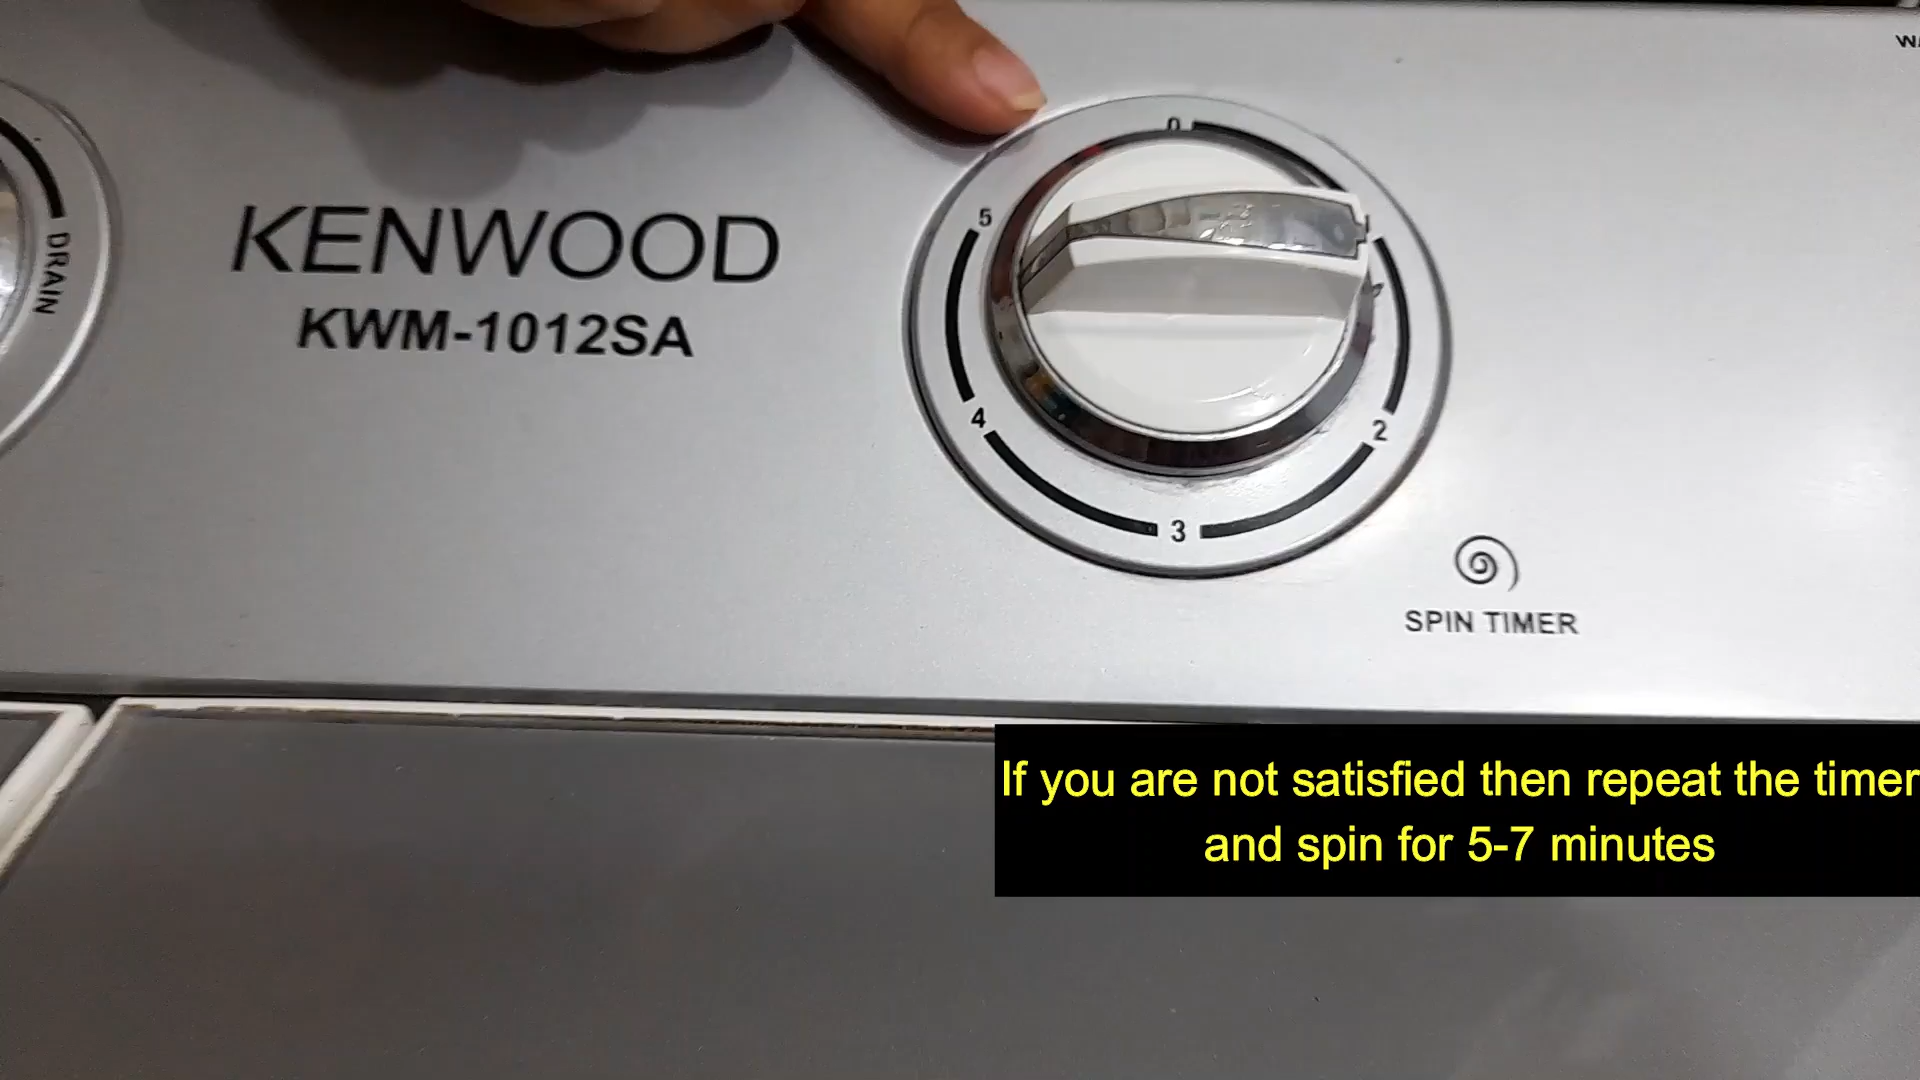 DRAIN
KENWOOD
KWM-1012SA
0
5
4
2
3
SPIN TIMER
If you are not satisfied then repeat the timer
and spin for 5-7 minutes